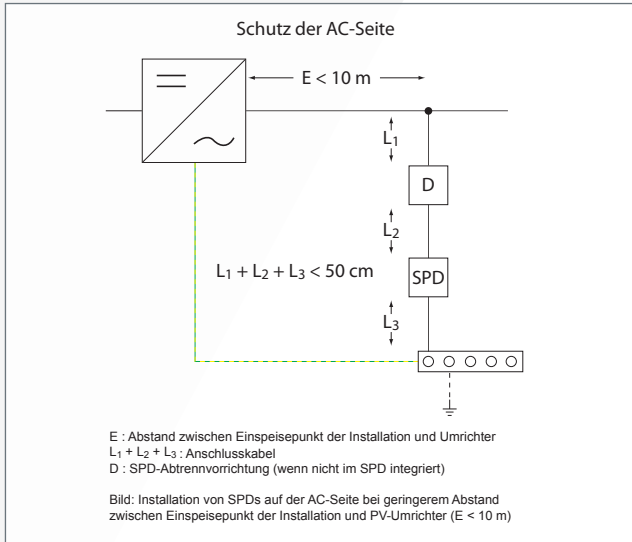 Schutz der AC-Seite
E < 10 m
L₁
D
L₂
L₁ + L₂ + L₃ < 50 cm
SPD
L₃
E : Abstand zwischen Einspeisepunkt der Installation und Umrichter
L₁ + L₂ + L₃ : Anschlusskabel
D : SPD-Abtrennvorrichtung (wenn nicht im SPD integriert)
Bild: Installation von SPDs auf der AC-Seite bei geringerem Abstand
zwischen Einspeisepunkt der Installation und PV-Umrichter (E < 10 m)